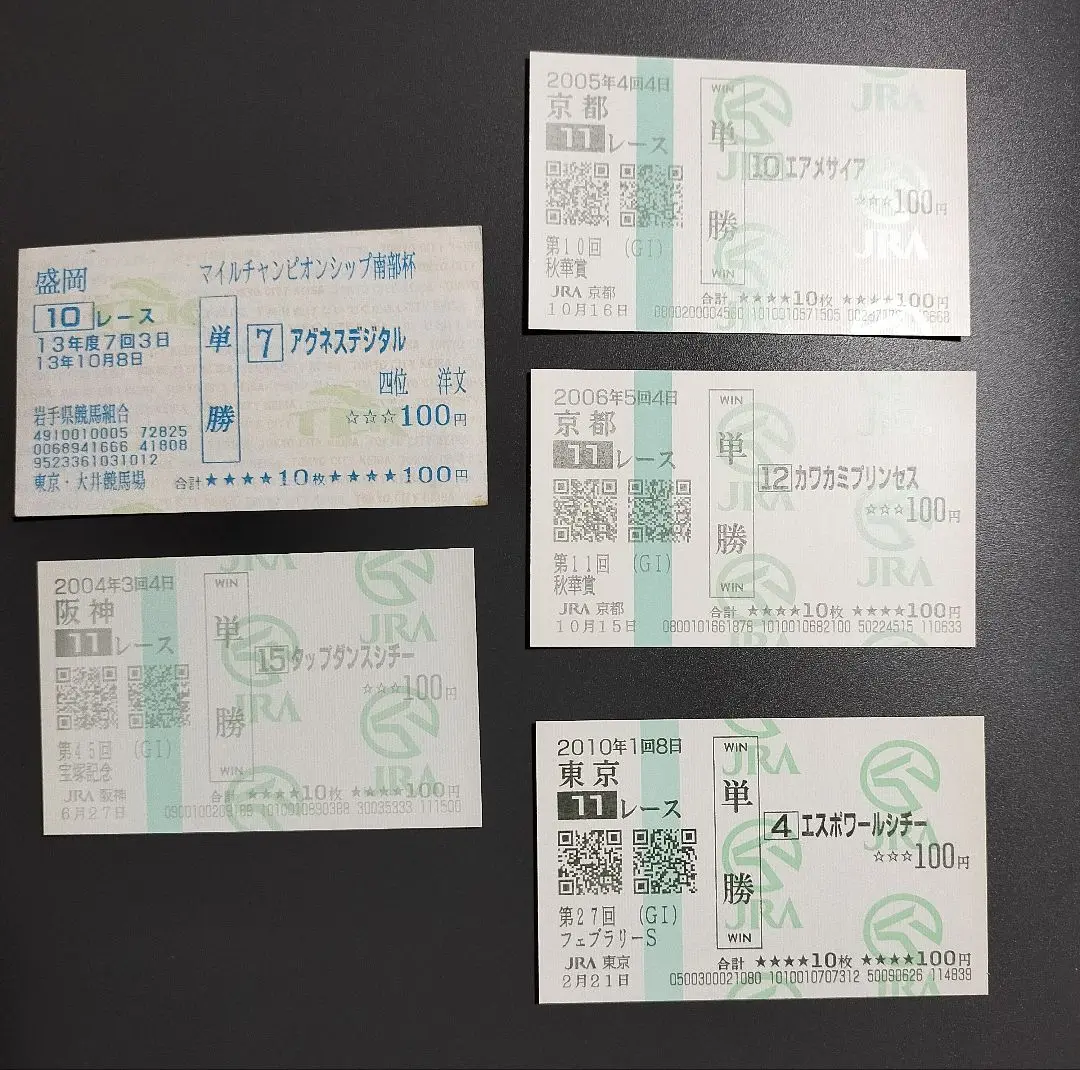 盛岡
マイルチャンピオンシップ南部杯
10 レース
13年度7回3日
13年10月8日
単勝
7 アグネスデジタル
四位 洋文
☆☆☆100円
岩手県競馬組合
4910010005 72825
0068941666 41808
9523361031012
東京・大井競馬場
合計 ★★★★10枚★★★★100円
2004年3回4日
阪神
11レース
WIN
単勝
WIN
15 タップダンスシチー
☆☆☆100円
第45回 (GI)
宝塚記念
JRA 阪神
6月27日
合計 ★★★★10枚 ★★★★100円
30035333 111500
JRA
2005年4回4日
京都
11レース
WIN
単勝
WIN
10 エアメサイア
☆☆☆100円
第10回 (GI)
秋華賞
JRA 京都
10月16日
合計 ★★★★10枚 ★★★★100円
1010010571505
JRA
2006年5回4日
京都
11レース
WIN
単勝
WIN
12 カワカミプリンセス
☆☆☆100円
第11回 (GI)
秋華賞
JRA 京都
10月15日
合計 ★★★★10枚 ★★★★100円
0800101661878 1010010682100 50224515 110633
JRA
2010年1回8日
東京
11レース
WIN
単勝
WIN
4 エスポワールシチー
☆☆☆100円
第27回 (GI)
フェブラリーS
JRA 東京
2月21日
合計 ★★★★10枚 ★★★★100円
0500300021080 1010010707312 50090626 114839
JRA